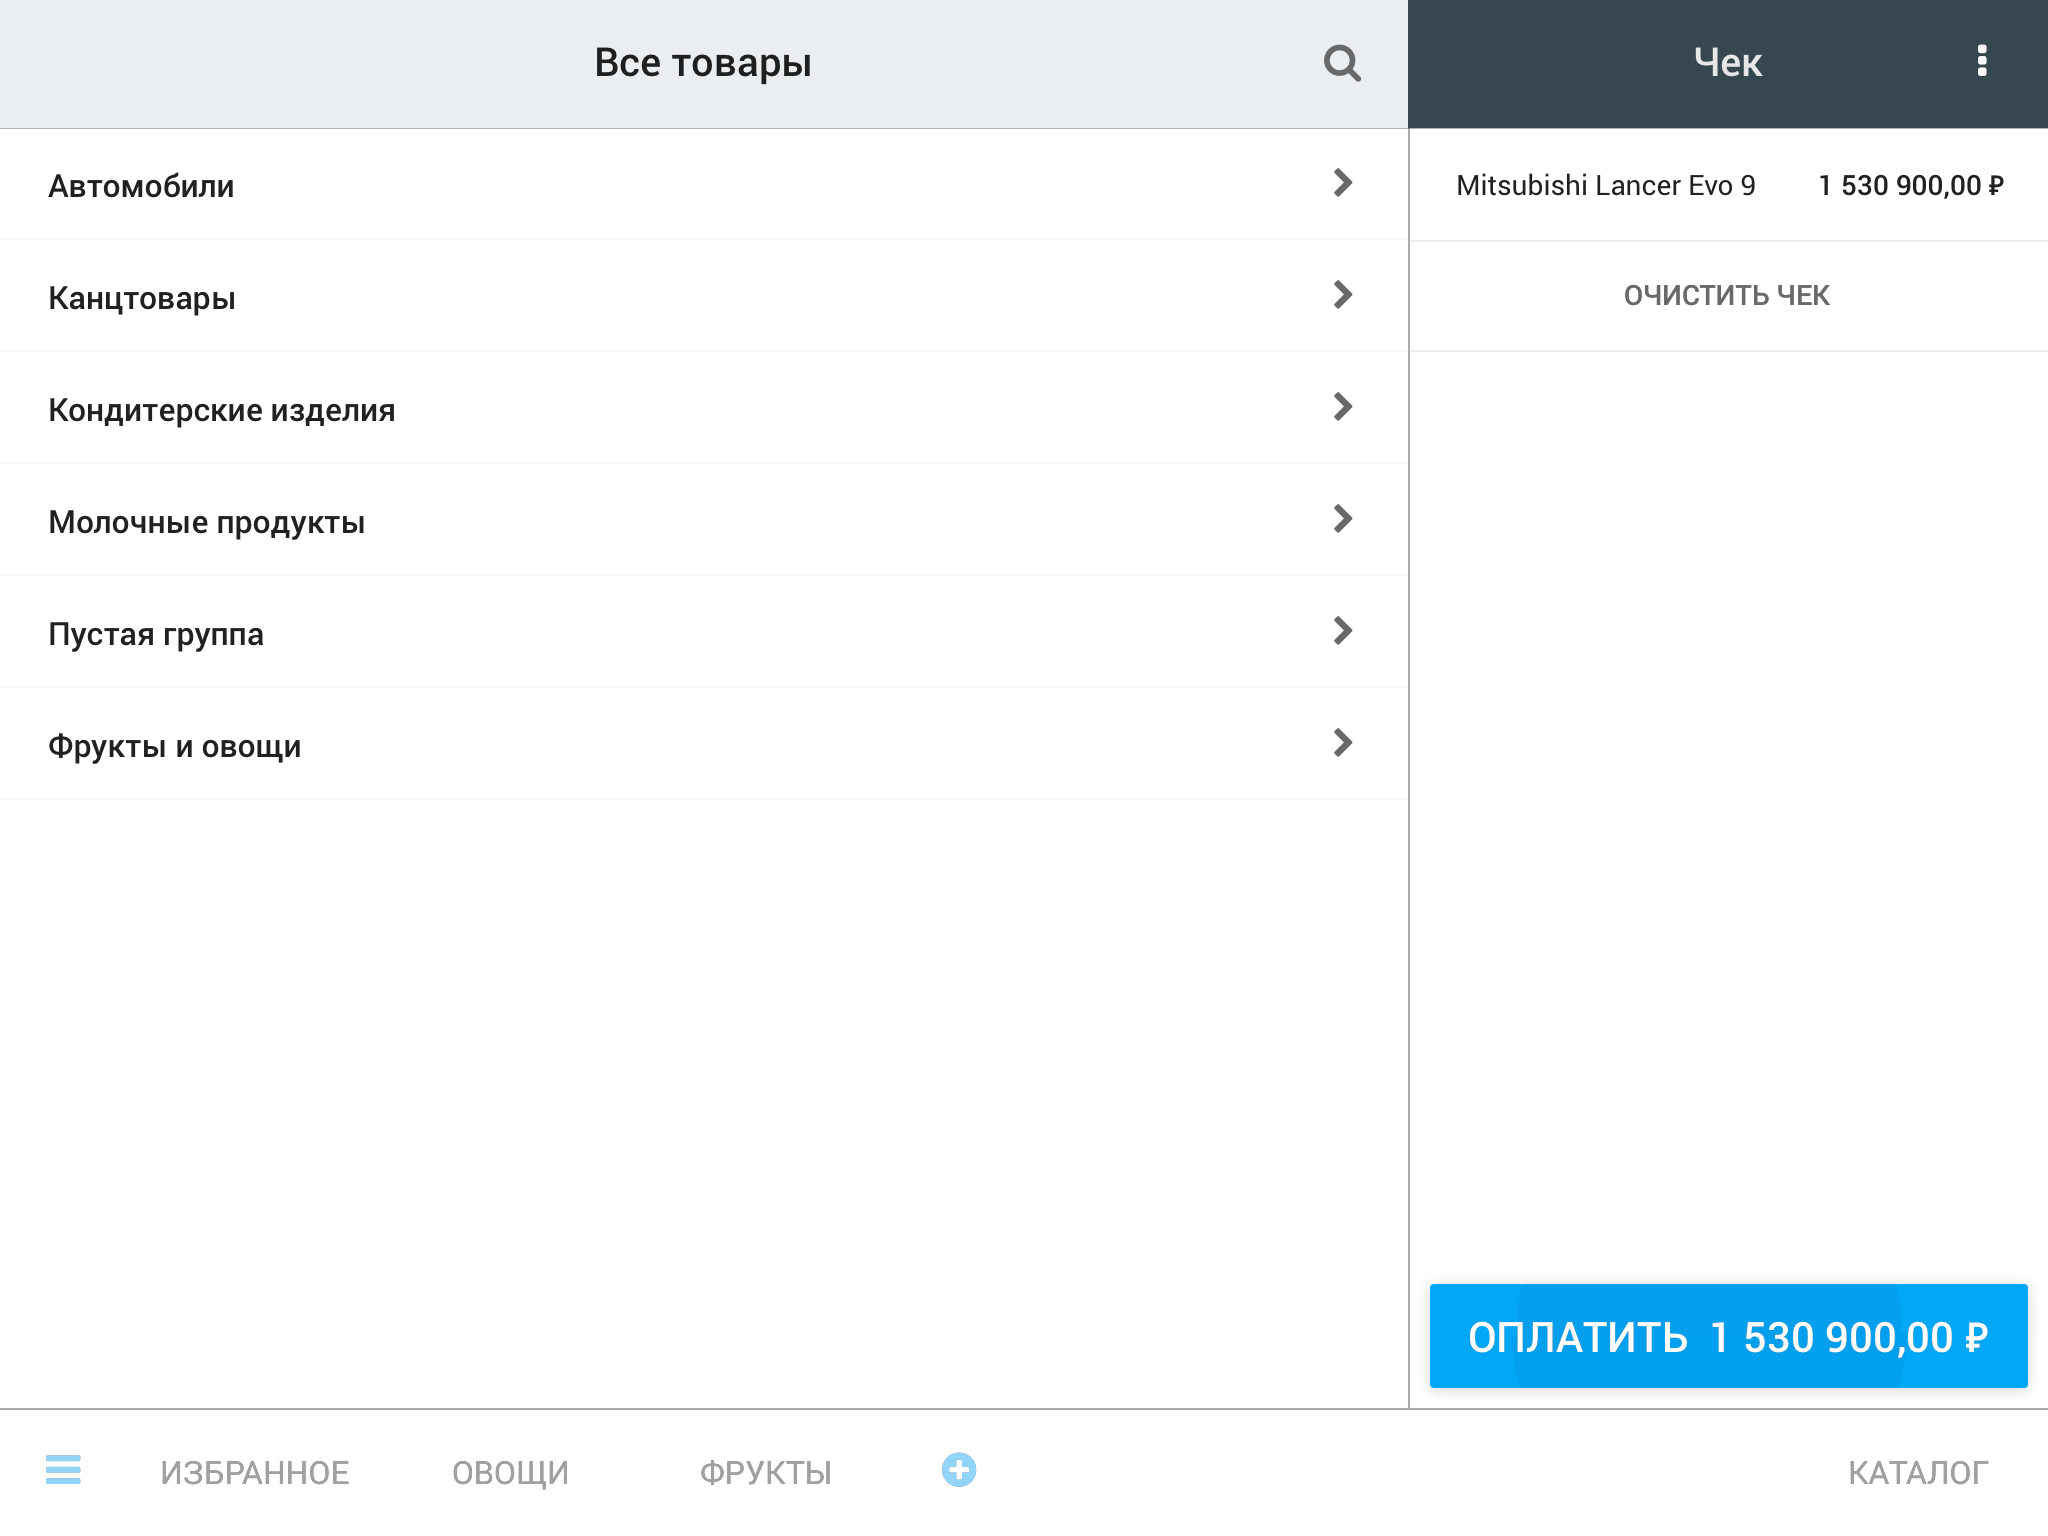 Все товары
Автомобили
Канцтовары
Кондитерские изделия
Молочные продукты
Пустая группа
Фрукты и овощи
Чек
Mitsubishi Lancer Evo 9 1 530 900,00 ₽
ОЧИСТИТЬ ЧЕК
ОПЛАТИТЬ 1 530 900,00 ₽
ИЗБРАННОЕ ОВОЩИ ФРУКТЫ КАТАЛОГ